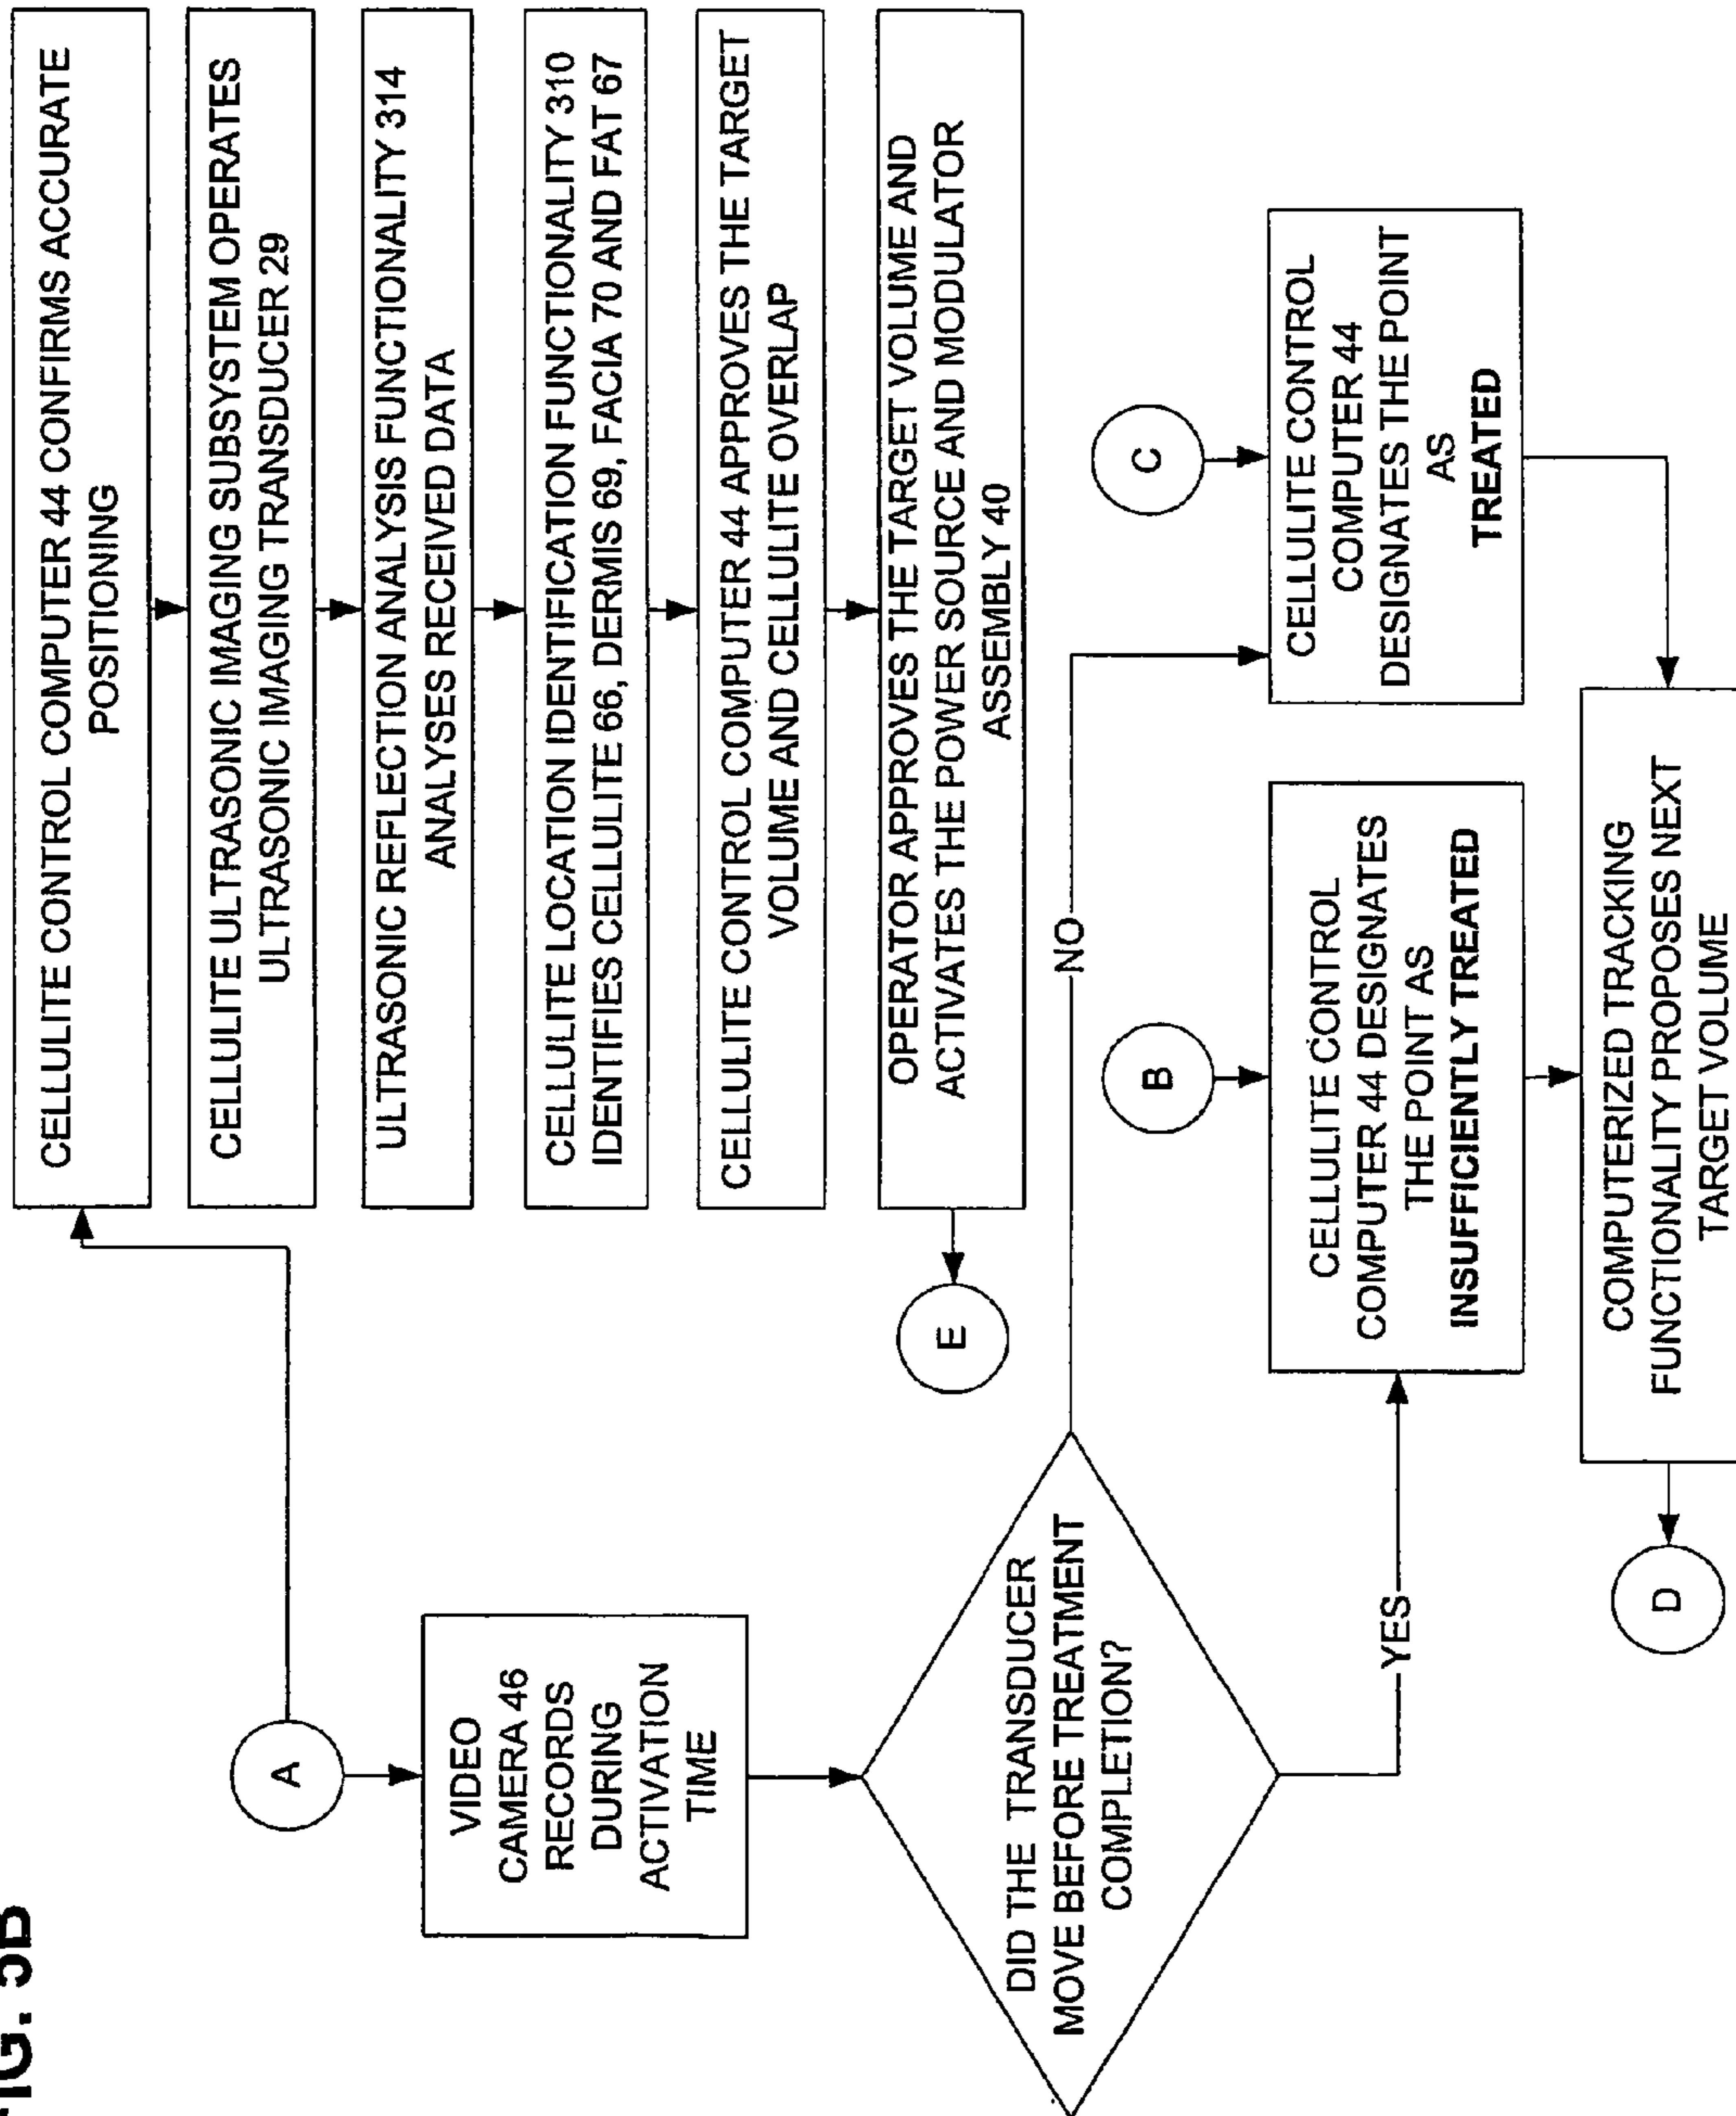 FIG. 5B
A
CELLULITE CONTROL COMPUTER 44 CONFIRMS ACCURATE
POSITIONING
CELLULITE ULTRASONIC IMAGING SUBSYSTEM OPERATES
ULTRASONIC IMAGING TRANSDUCER 29
ULTRASONIC REFLECTION ANALYSIS FUNCTIONALITY 314
ANALYSES RECEIVED DATA
CELLULITE LOCATION IDENTIFICATION FUNCTIONALITY 310
IDENTIFIES CELLULITE 66, DERMIS 69, FACIA 70 AND FAT 67
CELLULITE CONTROL COMPUTER 44 APPROVES THE TARGET
VOLUME AND CELLULITE OVERLAP
OPERATOR APPROVES THE TARGET VOLUME AND
ACTIVATES THE POWER SOURCE AND MODULATOR
ASSEMBLY 40
E
VIDEO
CAMERA 46
RECORDS
DURING
ACTIVATION
TIME
DID THE TRANSDUCER
MOVE BEFORE TREATMENT
COMPLETION?
NO
YES
B
CELLULITE CONTROL
COMPUTER 44 DESIGNATES
THE POINT AS
INSUFFICIENTLY TREATED
C
CELLULITE CONTROL
COMPUTER 44
DESIGNATES THE POINT
AS
TREATED
COMPUTERIZED TRACKING
FUNCTIONALITY PROPOSES NEXT
TARGET VOLUME
D